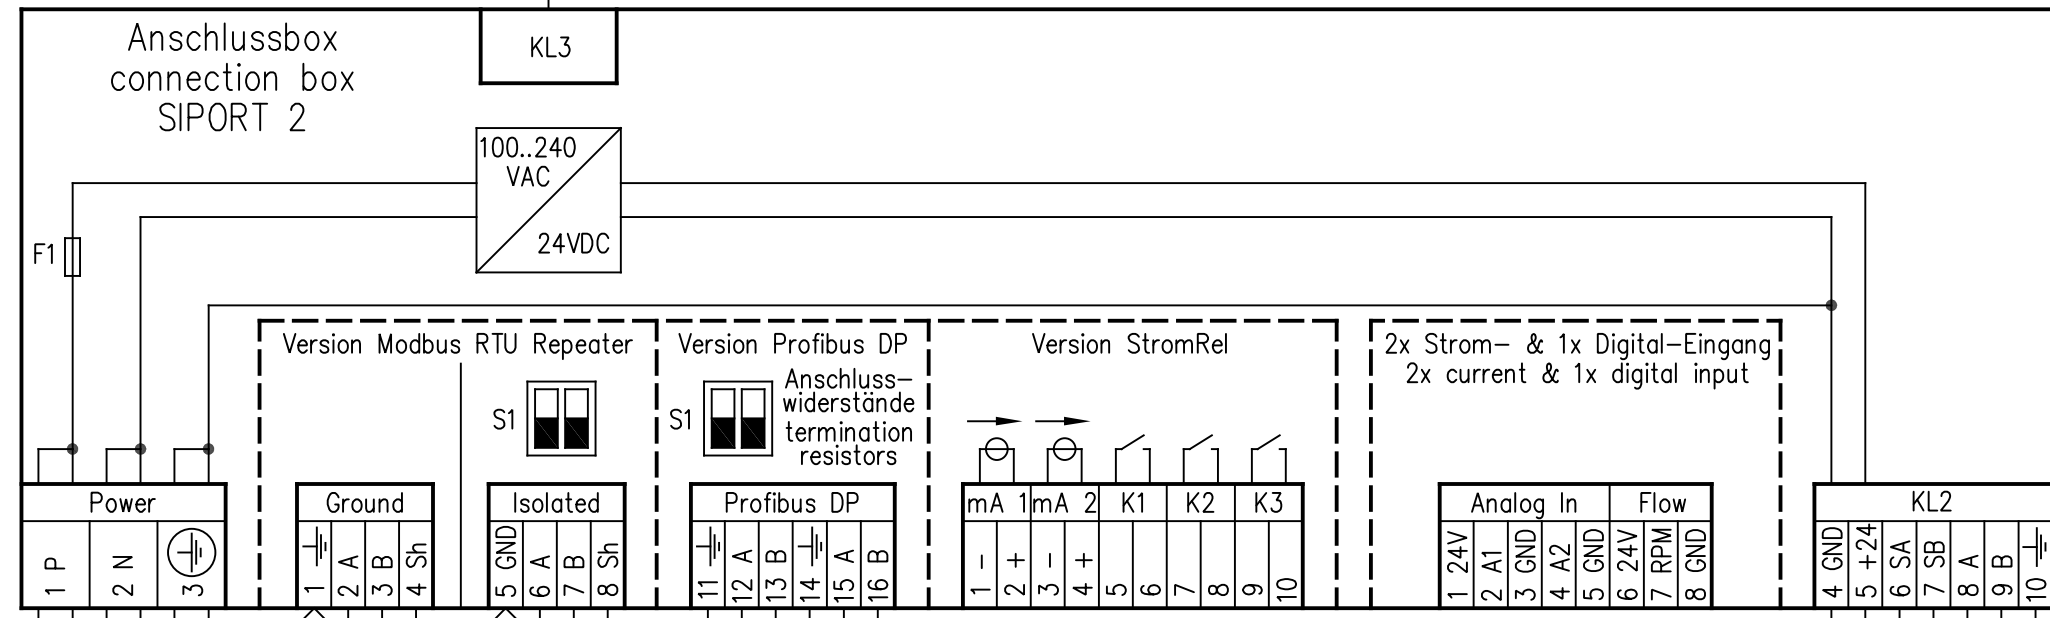 Anschlussbox
connection box
SIPORT 2
KL3
100..240
VAC
24VDC
F1
Version Modbus RTU Repeater
S1
Version Profibus DP
S1
Anschluss-
widerstände
termination
resistors
Version StromRel
2x Strom- & 1x Digital-Eingang
2x current & 1x digital input
Power
1 P
2 N
3
Ground
1
2 A
3 B
4 Sh
Isolated
5 GND
6 A
7 B
8 Sh
Profibus DP
11
12 A
13 B
14
15 A
16 B
mA 1
mA 2
K1
K2
K3
1 -
2 +
3 -
4 +
5
6
7
8
9
10
Analog In
Flow
1 24V
2 A1
3 GND
4 A2
5 GND
6 24V
7 RPM
8 GND
KL2
4 GND
5 +24
6 SA
7 SB
8 A
9 B
10